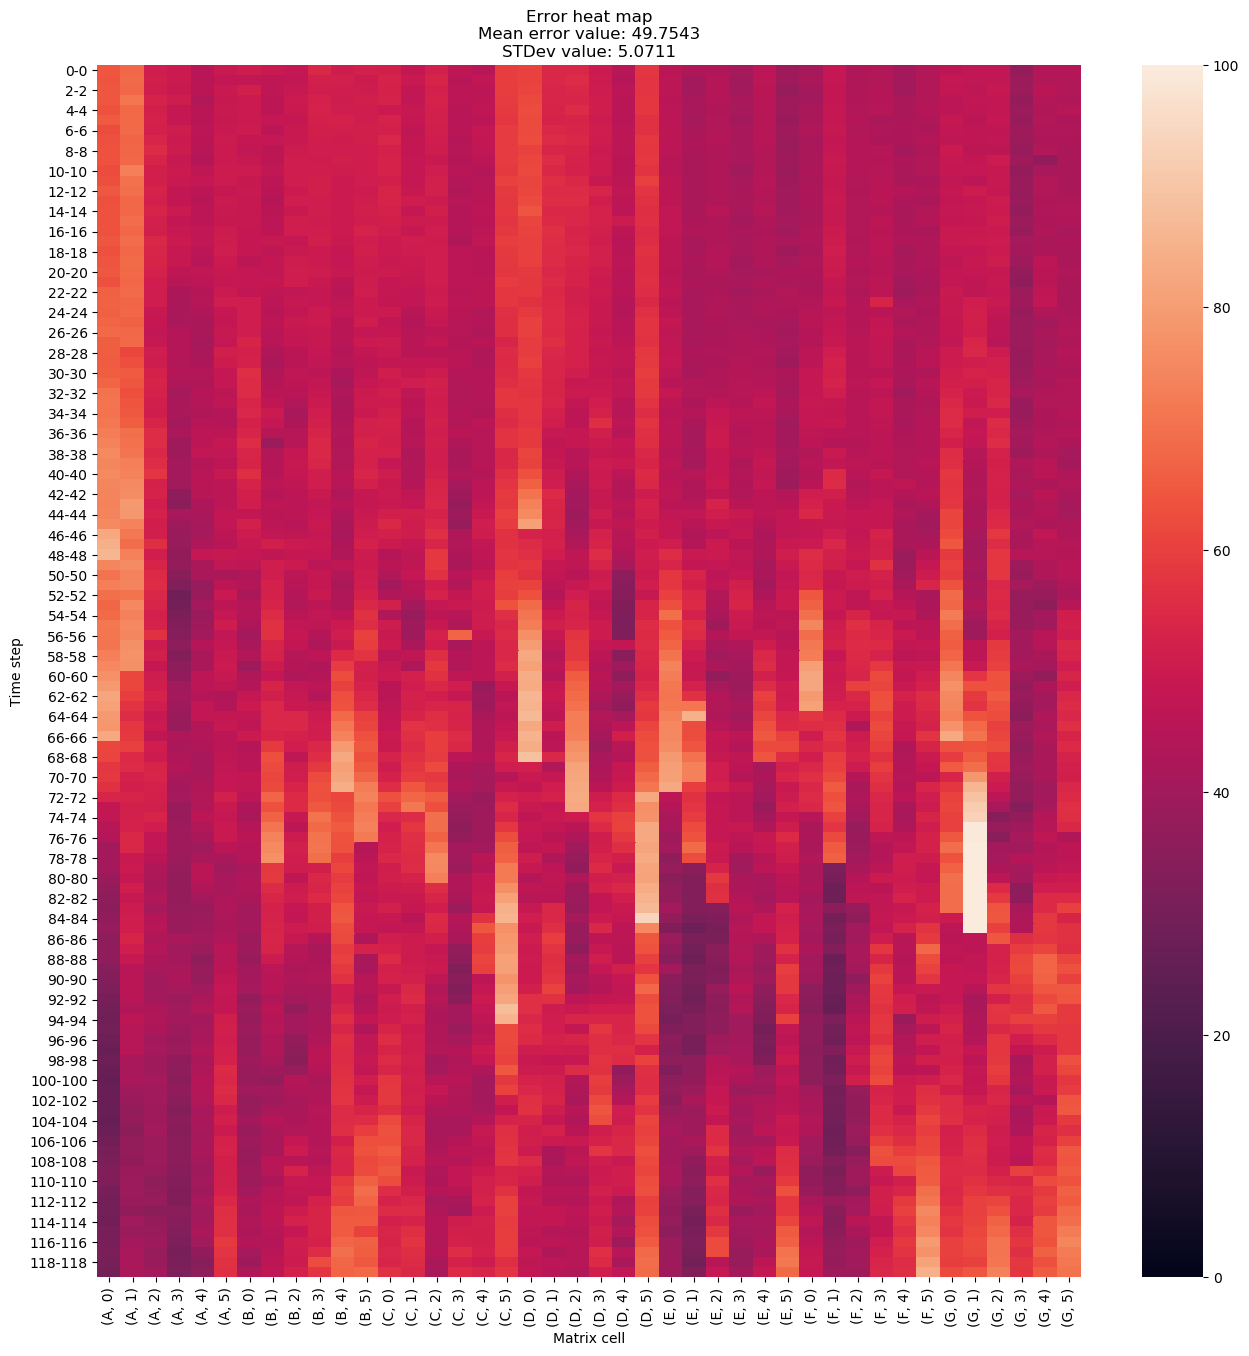 Error heat map
Mean error value: 49.7543
STDev value: 5.0711
Time step
0-0
2-2
4-4
6-6
8-8
10-10
12-12
14-14
16-16
18-18
20-20
22-22
24-24
26-26
28-28
30-30
32-32
34-34
36-36
38-38
40-40
42-42
44-44
46-46
48-48
50-50
52-52
54-54
56-56
58-58
60-60
62-62
64-64
66-66
68-68
70-70
72-72
74-74
76-76
78-78
80-80
82-82
84-84
86-86
88-88
90-90
92-92
94-94
96-96
98-98
100-100
102-102
104-104
106-106
108-108
110-110
112-112
114-114
116-116
118-118
(A, 0)
(A, 1)
(A, 2)
(A, 3)
(A, 4)
(A, 5)
(B, 0)
(B, 1)
(B, 2)
(B, 3)
(B, 4)
(B, 5)
(C, 0)
(C, 1)
(C, 2)
(C, 3)
(C, 4)
(C, 5)
(D, 0)
(D, 1)
(D, 2)
(D, 3)
(D, 4)
(D, 5)
(E, 0)
(E, 1)
(E, 2)
(E, 3)
(E, 4)
(E, 5)
(F, 0)
(F, 1)
(F, 2)
(F, 3)
(F, 4)
(F, 5)
(G, 0)
(G, 1)
(G, 2)
(G, 3)
(G, 4)
(G, 5)
Matrix cell
100
80
60
40
20
0